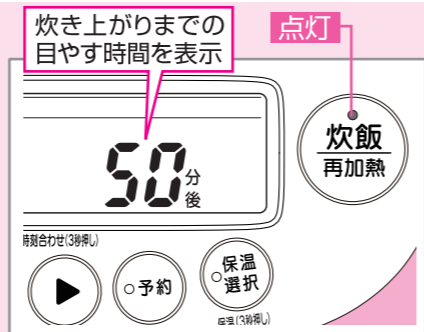 炊き上がりまでの
目やす時間を表示
点灯
50分後
炊飯
再加熱
時刻合わせ(3秒押し)
予約
保温
選択
保温(3秒押し)